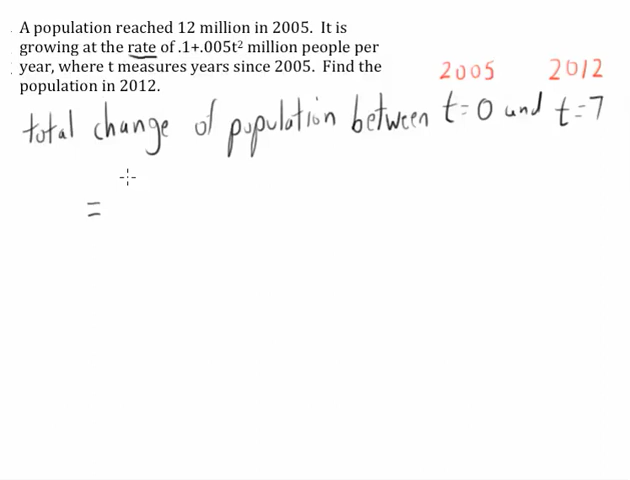 A population reached 12 million in 2005.  It is
growing at the rate of .1+.005t² million people per
year, where t measures years since 2005.  Find the
population in 2012.
2005 2012
total change of population between t=0 and t=7
=